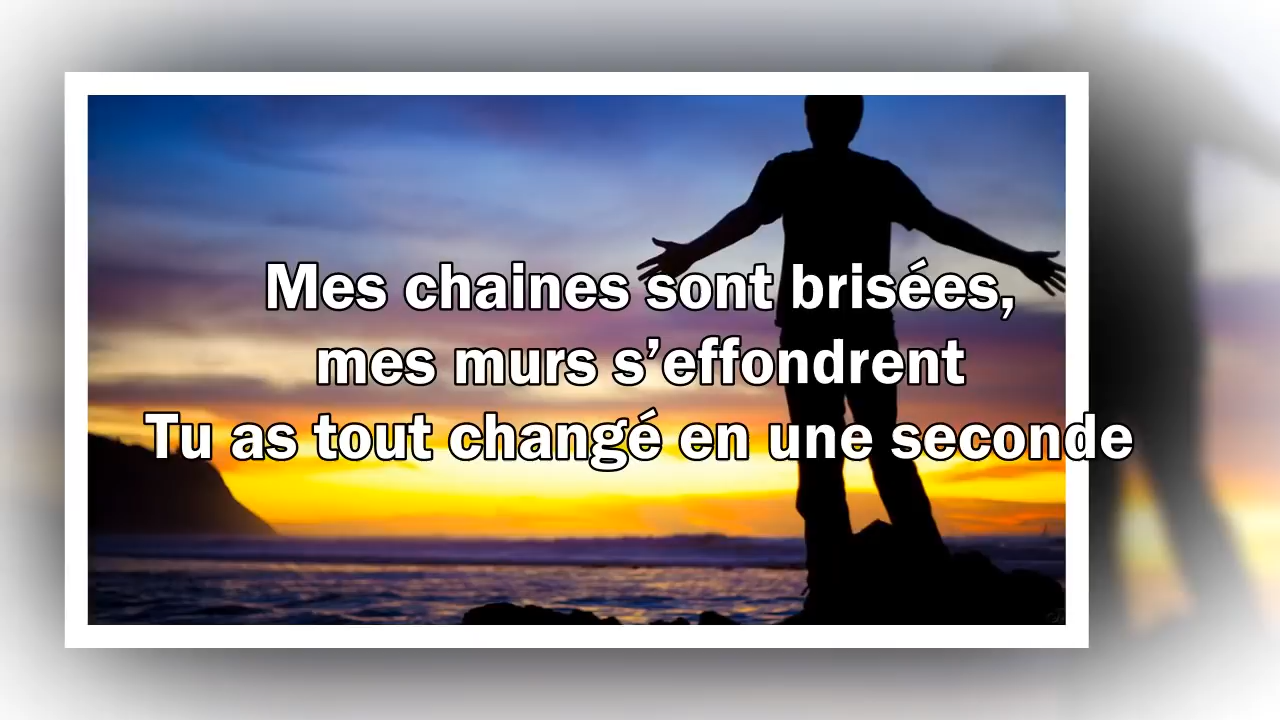 Mes chaines sont brisées,
mes murs s’effondrent
Tu as tout changé en une seconde